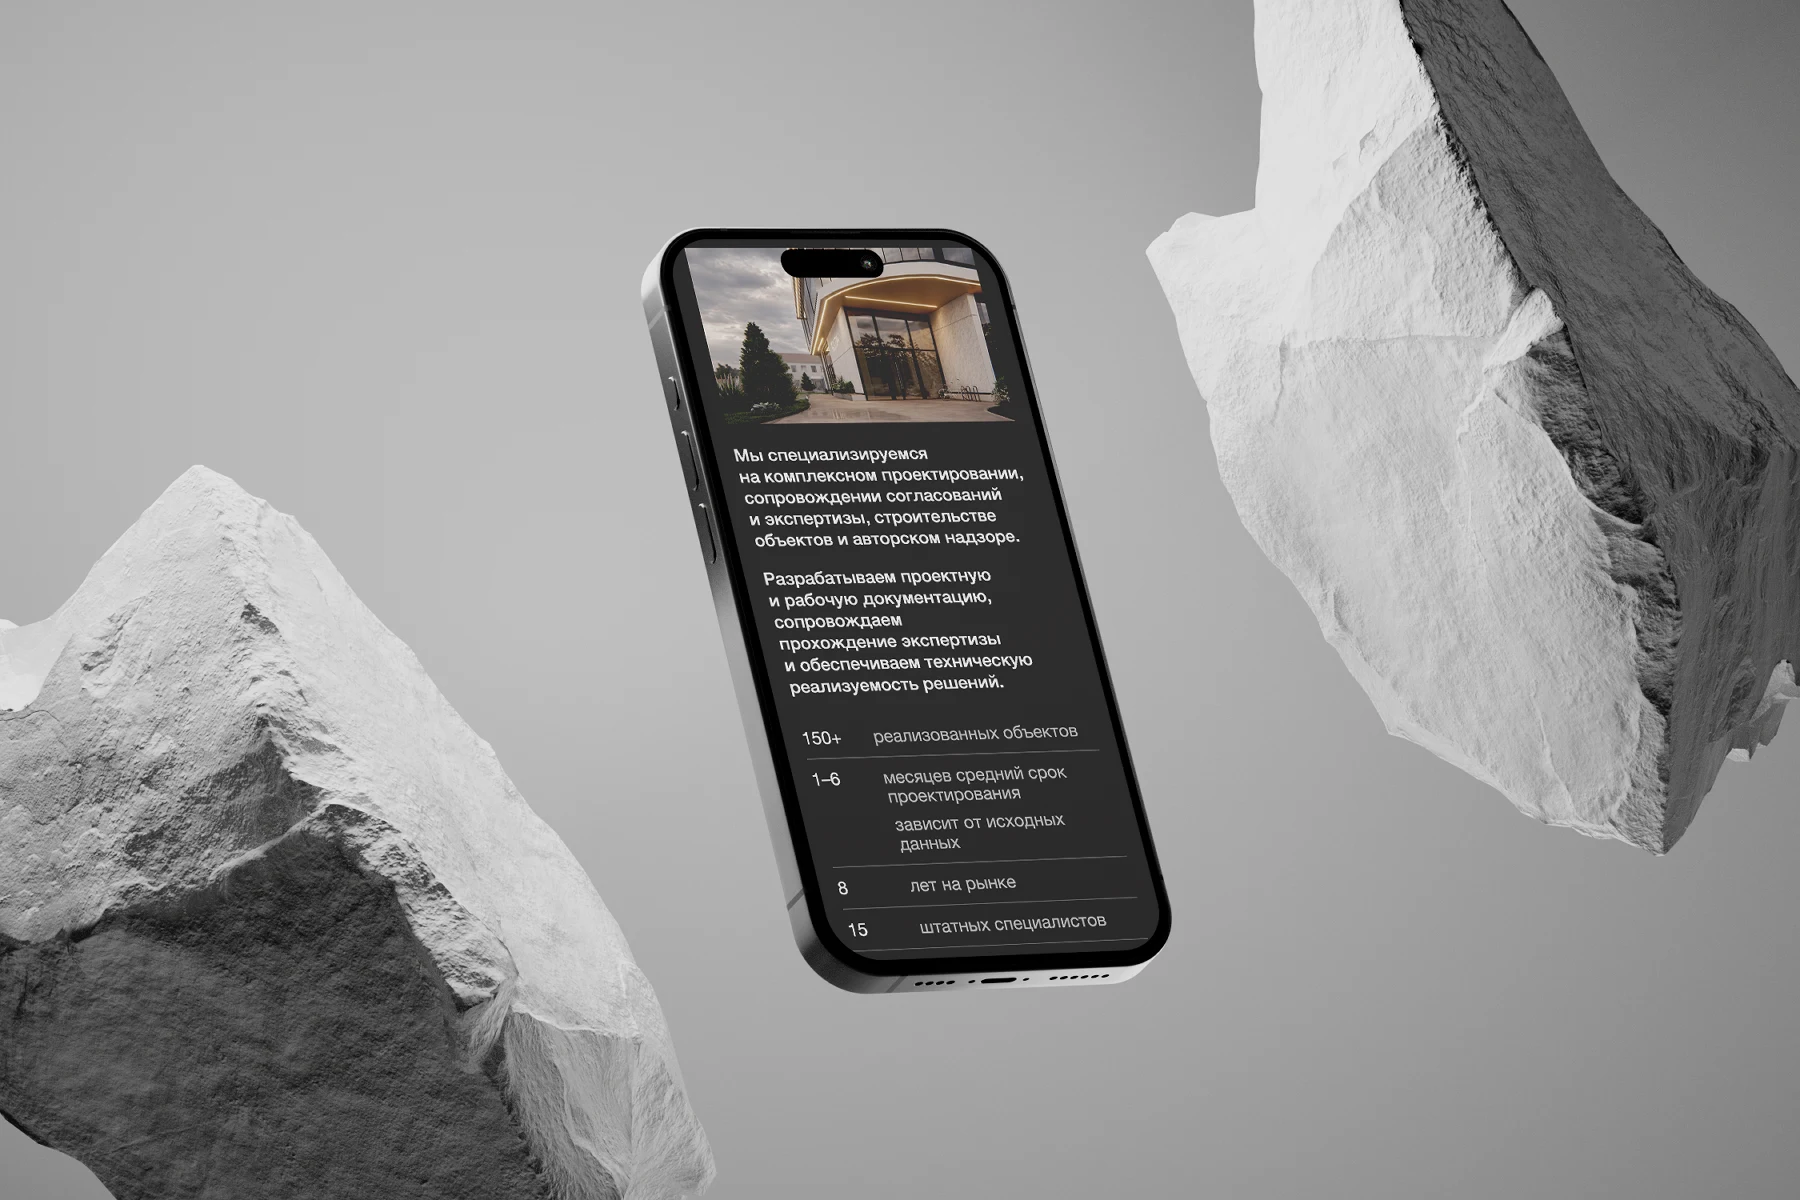 Мы специализируемся
на комплексном проектировании,
сопровождении согласований
и экспертизы, строительстве
объектов и авторском надзоре.
Разрабатываем проектную
и рабочую документацию,
сопровождаем
прохождение экспертизы
и обеспечиваем техническую
реализуемость решений.
150+ реализованных объектов
1–6 месяцев средний срок
проектирования
зависит от исходных
данных
8 лет на рынке
15 штатных специалистов